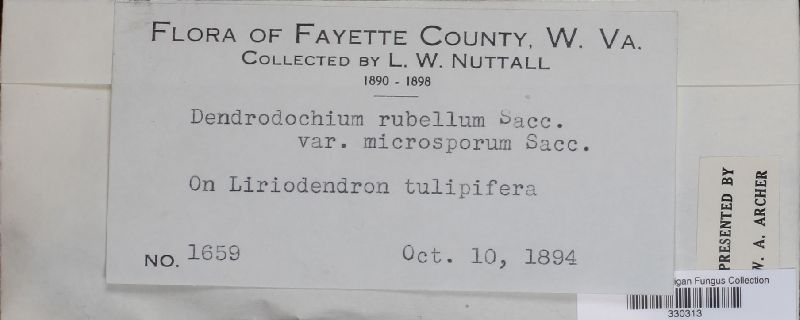 FLORA OF FAYETTE COUNTY, W. VA.
COLLECTED BY L. W. NUTTALL
1890 - 1898
Dendrodochium rubellum Sacc.
var. microsporum Sacc.
On Liriodendron tulipifera
NO. 1659 Oct. 10, 1894
PRESENTED BY
W. A. ARCHER
Fungus Collection
330313